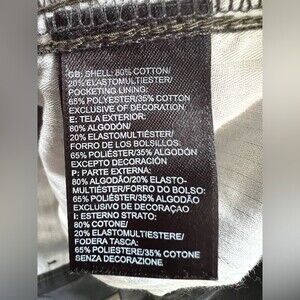 GB: SHELL: 80% COTTON/
20% ELASTOMULTIESTER/
POCKETING LINING:
65% POLYESTER/35% COTTON
EXCLUSIVE OF DECORATION
E: TELA EXTERIOR:
80% ALGODÓN/
20% ELASTOMULTIÉSTER/
FORRO DE LOS BOLSILLOS:
65% POLIÉSTER/35% ALGODÓN
EXCEPTO DECORACIÓN
P: PARTE EXTERNA:
80% ALGODÃO/20% ELASTO-
MULTIÉSTER/FORRO DO BOLSO:
65% POLIÉSTER/35% ALGODÃO
EXCLUSIVO DE DECORAÇAO
I: ESTERNO STRATO:
80% COTONE/
20% ELASTOMULTIESTERE/
FODERA TASCA:
65% POLIESTERE/35% COTONE
SENZA DECORAZIONE